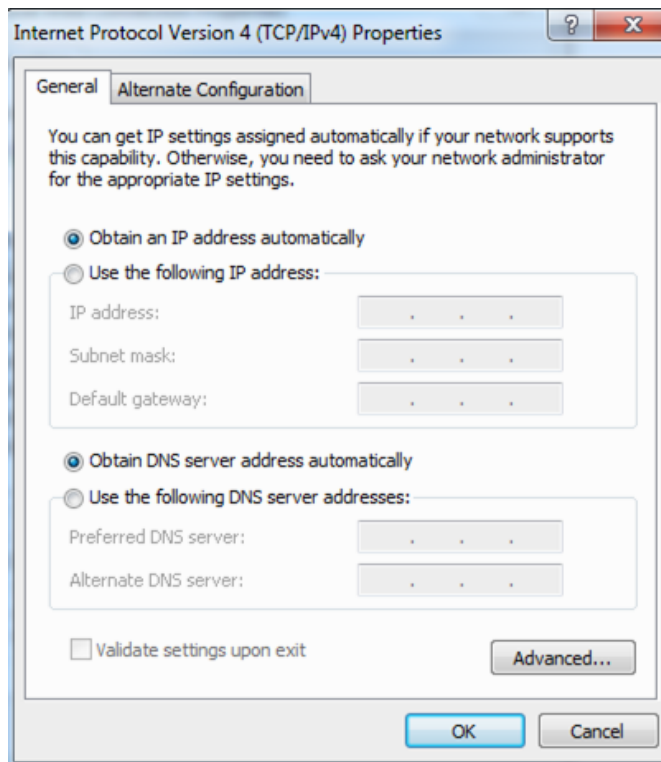 Internet Protocol Version 4 (TCP/IPv4) Properties
General
Alternate Configuration
You can get IP settings assigned automatically if your network supports
this capability. Otherwise, you need to ask your network administrator
for the appropriate IP settings.
Obtain an IP address automatically
Use the following IP address:
IP address:
Subnet mask:
Default gateway:
Obtain DNS server address automatically
Use the following DNS server addresses:
Preferred DNS server:
Alternate DNS server:
Validate settings upon exit
Advanced...
OK
Cancel